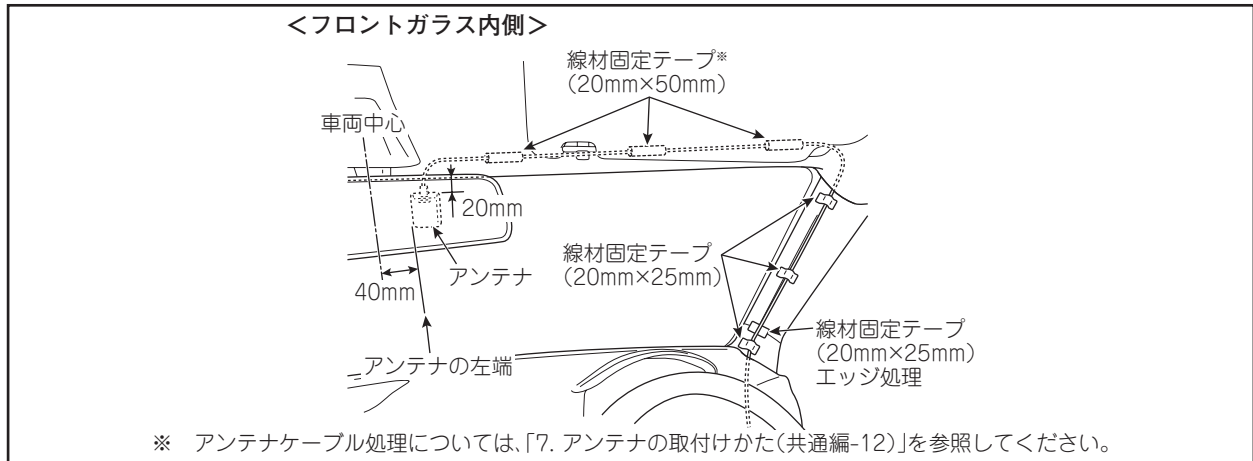 ＜フロントガラス内側＞
線材固定テープ※
（20mm×50mm）
車両中心
20mm
線材固定テープ
（20mm×25mm）
アンテナ
40mm
線材固定テープ
（20mm×25mm）
エッジ処理
アンテナの左端
※　アンテナケーブル処理については、「7. アンテナの取付けかた（共通編-12）」を参照してください。